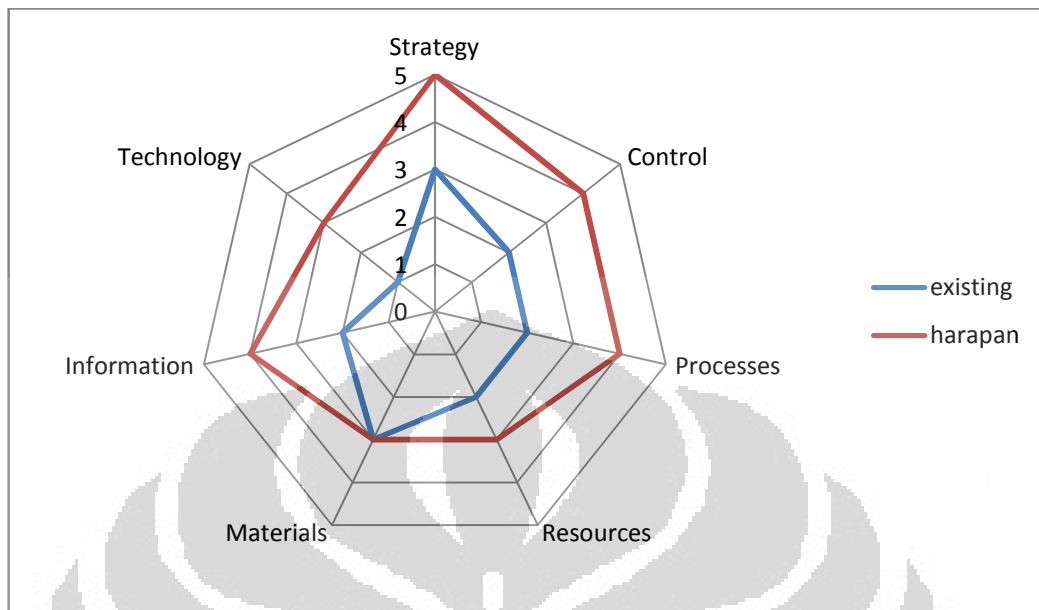 Strategy
5
4
3
2
1
0
Control
Processes
Resources
Materials
Information
Technology
existing
harapan